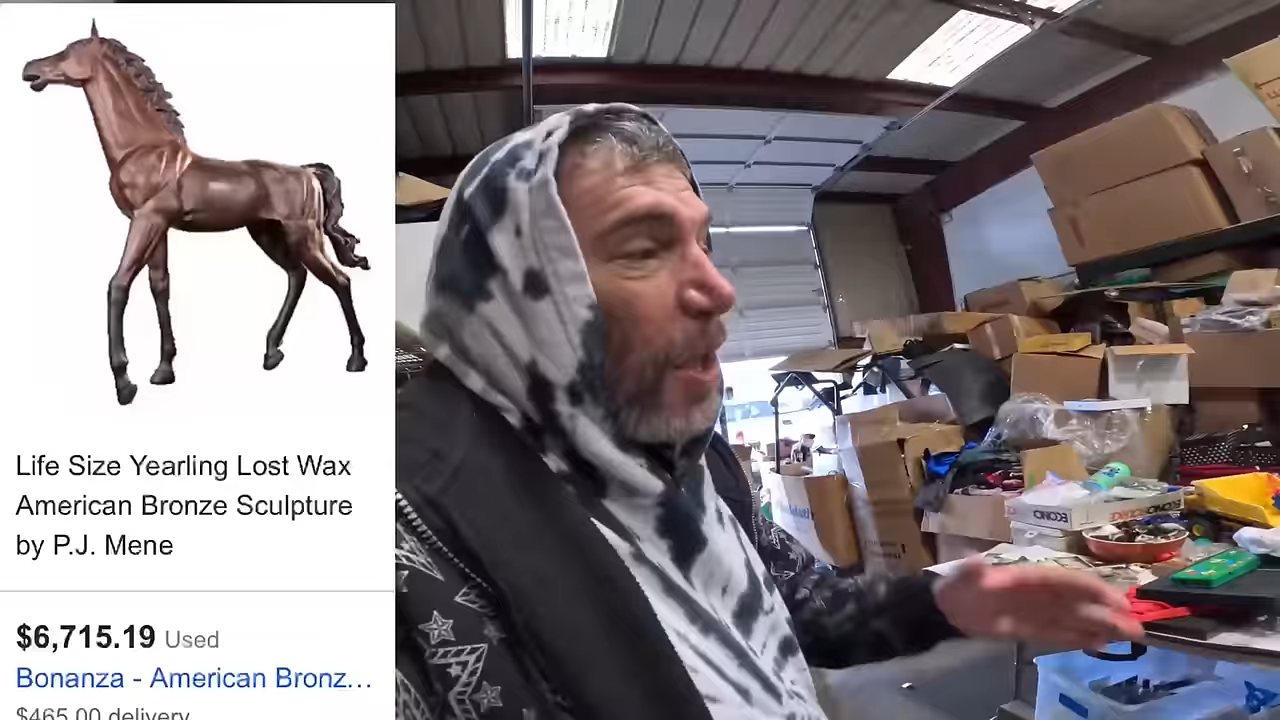 Life Size Yearling Lost Wax
American Bronze Sculpture
by P.J. Mene
$6,715.19 Used
Bonanza - American Bronz...
$465.00 delivery
ECONO